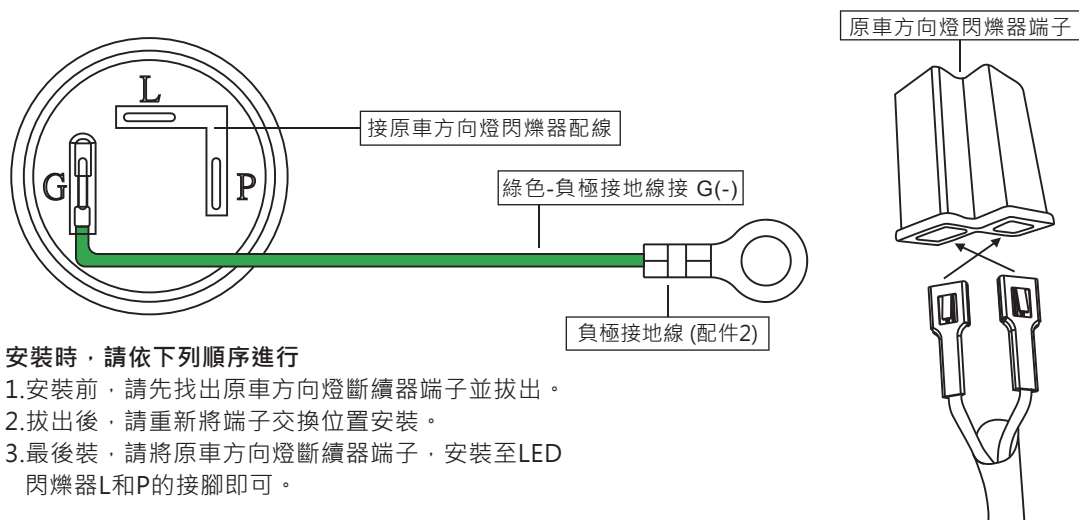 原車方向燈閃爍器端子
L
接原車方向燈閃爍器配線
G
P
綠色-負極接地線接 G(-)
負極接地線 (配件2)
安裝時，請依下列順序進行
1.安裝前，請先找出原車方向燈斷續器端子並拔出。
2.拔出後，請重新將端子交換位置安裝。
3.最後裝，請將原車方向燈斷續器端子，安裝至LED
閃爍器L和P的接腳即可。